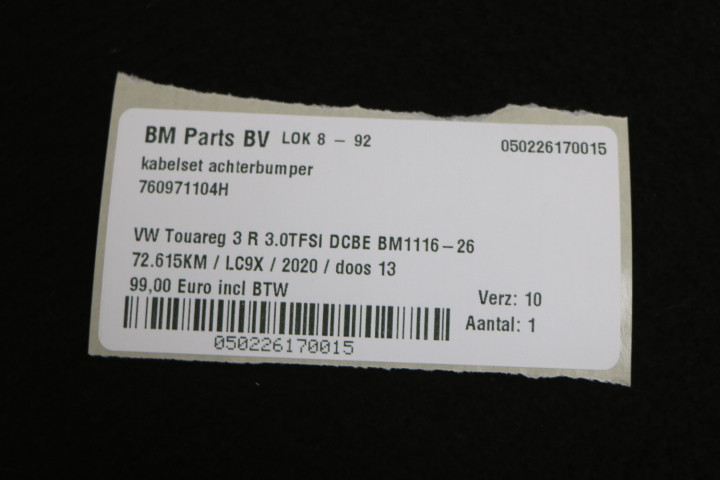 BM Parts BV LOK 8 - 92 050226170015
kabelset achterbumper
760971104H
VW Touareg 3 R 3.0TFSI DCBE BM1116-26
72.615KM / LC9X / 2020 / doos 13
99,00 Euro incl BTW
Verz: 10
Aantal: 1
050226170015